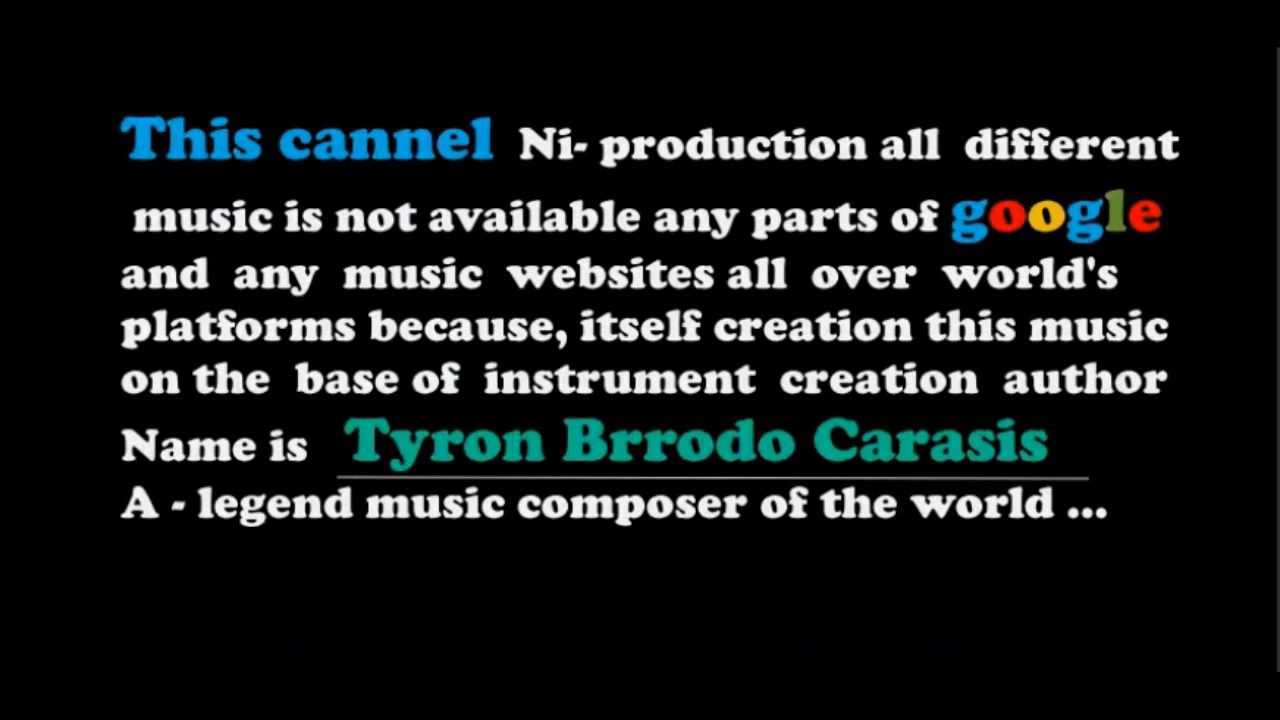 This cannel Ni- production all different
music is not available any parts of google
and any music websites all over world's
platforms because, itself creation this music
on the base of instrument creation author
Name is Tyron Brrodo Carasis
A - legend music composer of the world ...